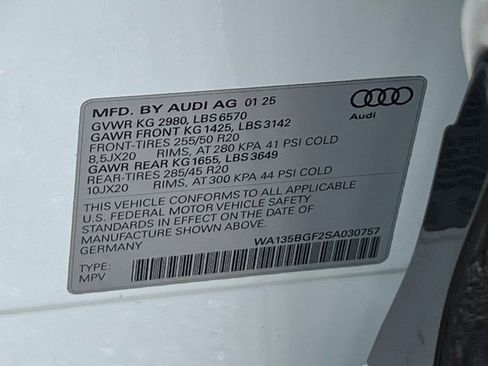 MFD. BY AUDI AG 01 25
GVWR KG 2980, LBS 6570
GAWR FRONT KG 1425, LBS 3142
FRONT-TIRES 255/50 R20
8,5JX20 RIMS, AT 280 KPA 41 PSI COLD
GAWR REAR KG 1655, LBS 3649
REAR-TIRES 285/45 R20
10JX20 RIMS, AT 300 KPA 44 PSI COLD
THIS VEHICLE CONFORMS TO ALL APPLICABLE
U.S. FEDERAL MOTOR VEHICLE SAFETY
STANDARDS IN EFFECT ON THE DATE OF
MANUFACTURE SHOWN ABOVE.
GERMANY
WA135BGF2SA030757
TYPE:
MPV
Audi